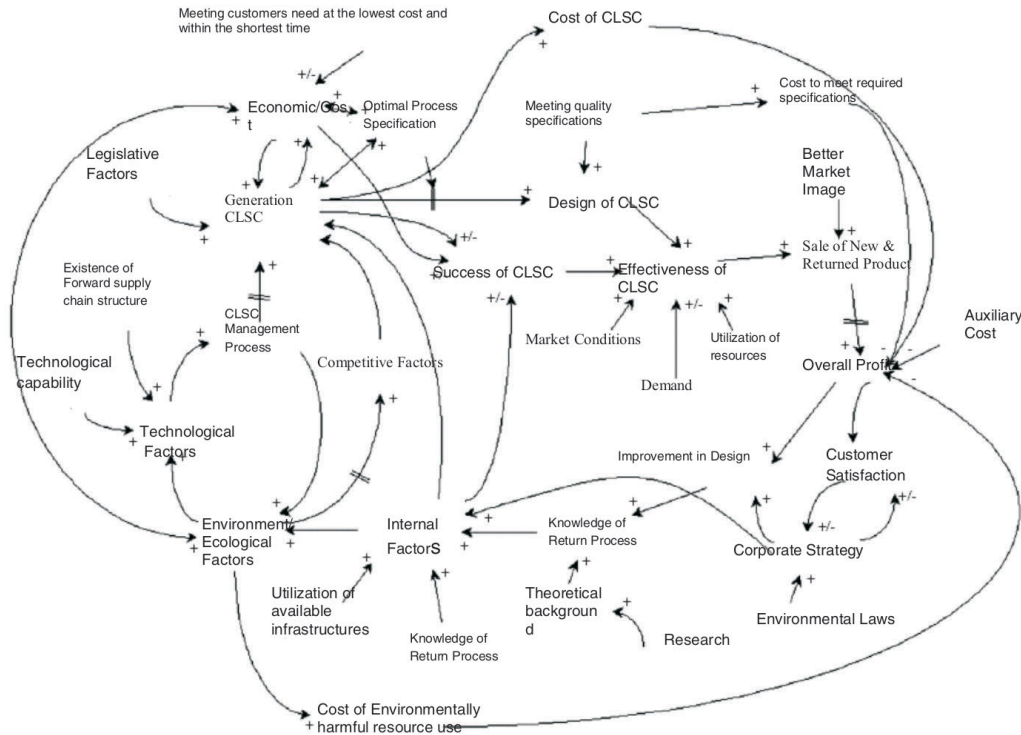 Meeting customers need at the lowest cost and
within the shortest time
Cost of CLSC
+
+/-
Cost to meet required
specifications
+
Economic/Cos
t
+
+
+
Optimal Process
Specification
+
Meeting quality
specifications
+
+
Legislative
Factors
+
+
+/
Better
Market
Image
Generation
CLSC
+
Design of CLSC
+
+
+/-
+
Sale of New &
Returned Product
+
Existence of
Forward supply
chain structure
+
+
Success of CLSC
+
Effectiveness of
CLSC
+
+/-
+
+/-
+
CLSC
Management
Process
+
Market Conditions
Utilization of
resources
Auxiliary
Cost
Technological
capability
Competitive Factors
Demand
+
-
-
Overall Profit
-
+
+
+
Technological
Factors
+
Improvement in Design
+
Customer
Satisfaction
+
+
+
+/-
Environment/
Ecological
Factors
+
+
Internal
Factors
+
+
Knowledge of
Return Process
+/-
Corporate Strategy
+
+
+
+
Utilization of
available
infrastructures
Theoretical
backgroun
d
+
Environmental Laws
Knowledge of
Return Process
Research
Cost of Environmentally
+ harmful resource use